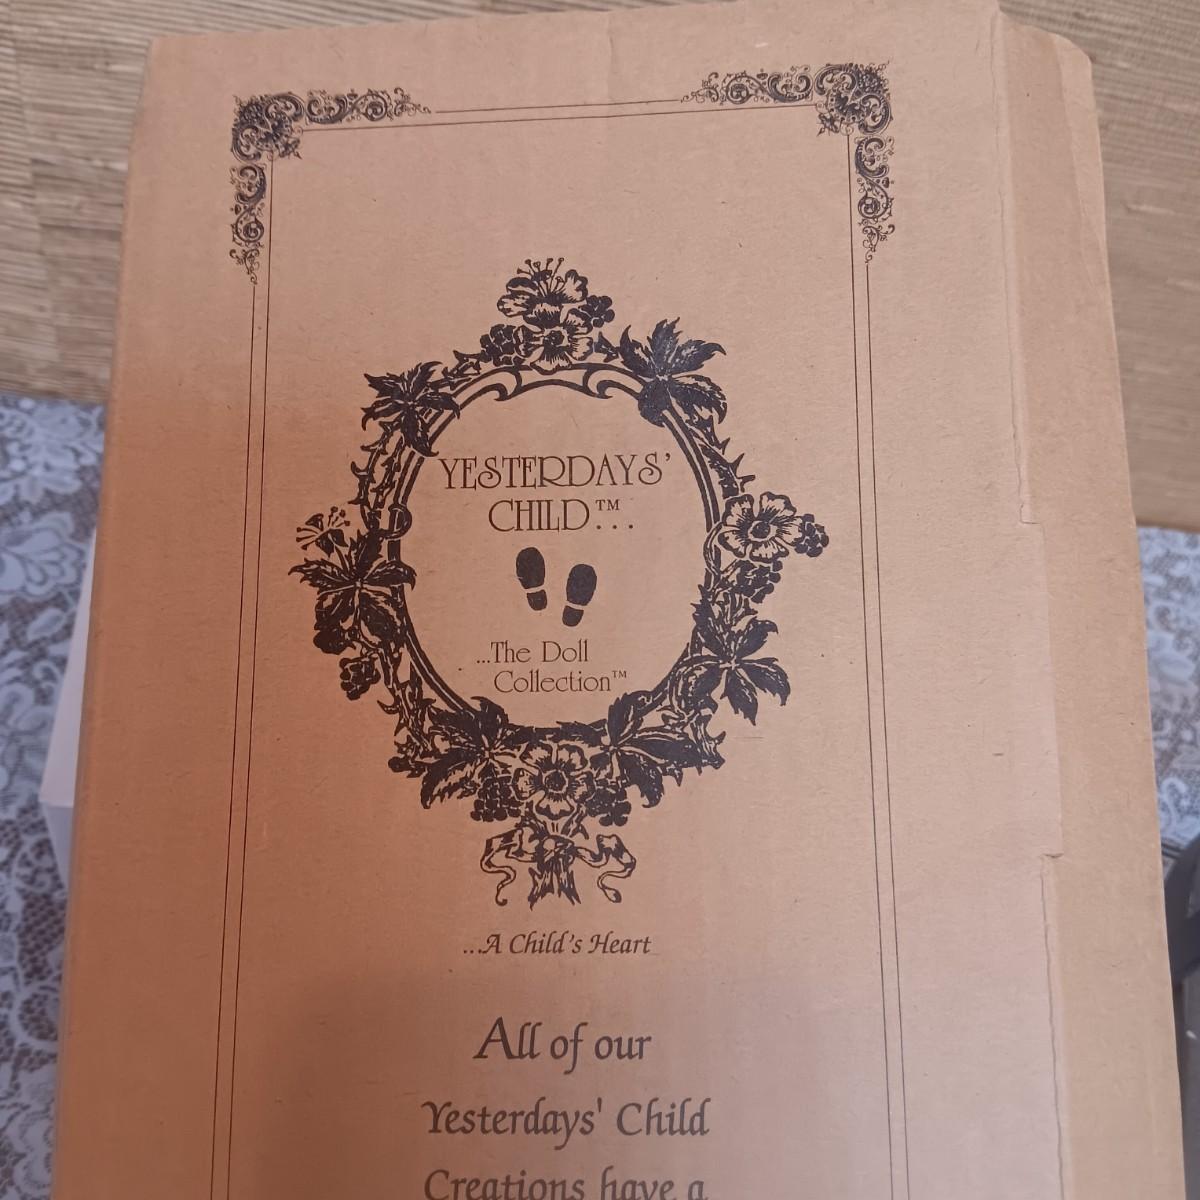 YESTERDAYS'
CHILD™...
...The Doll
Collection™
...A Child's Heart
All of our
Yesterdays' Child
Creations have a